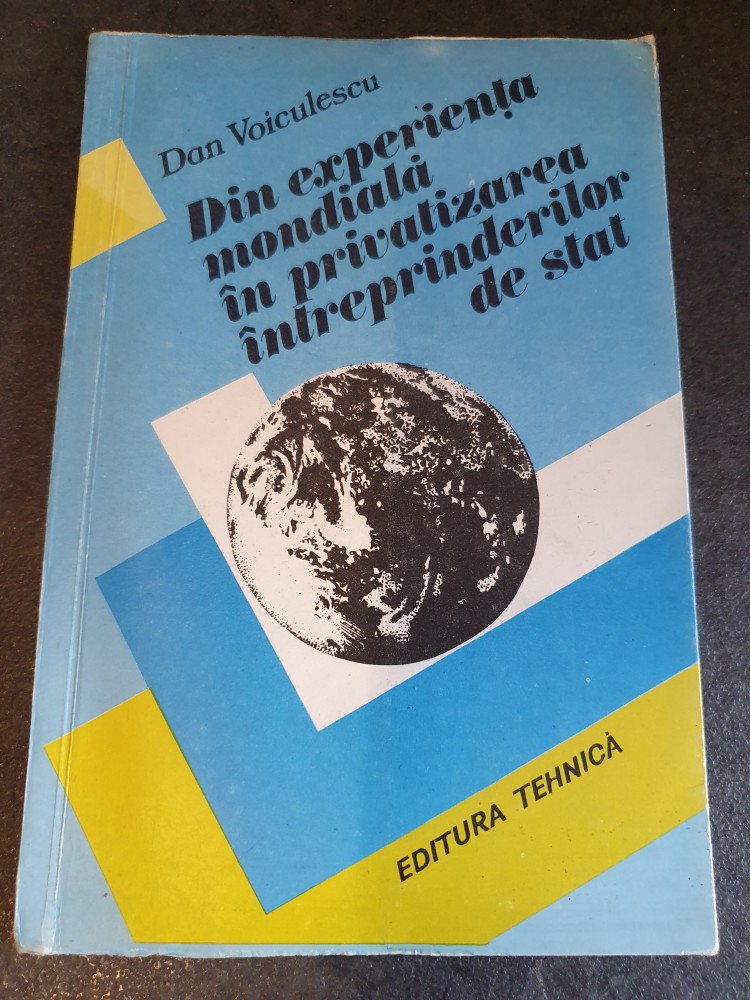 Dan Voiculescu
Din experiența
mondială
în privatizarea
întreprinderilor
de stat
EDITURA TEHNICĂ